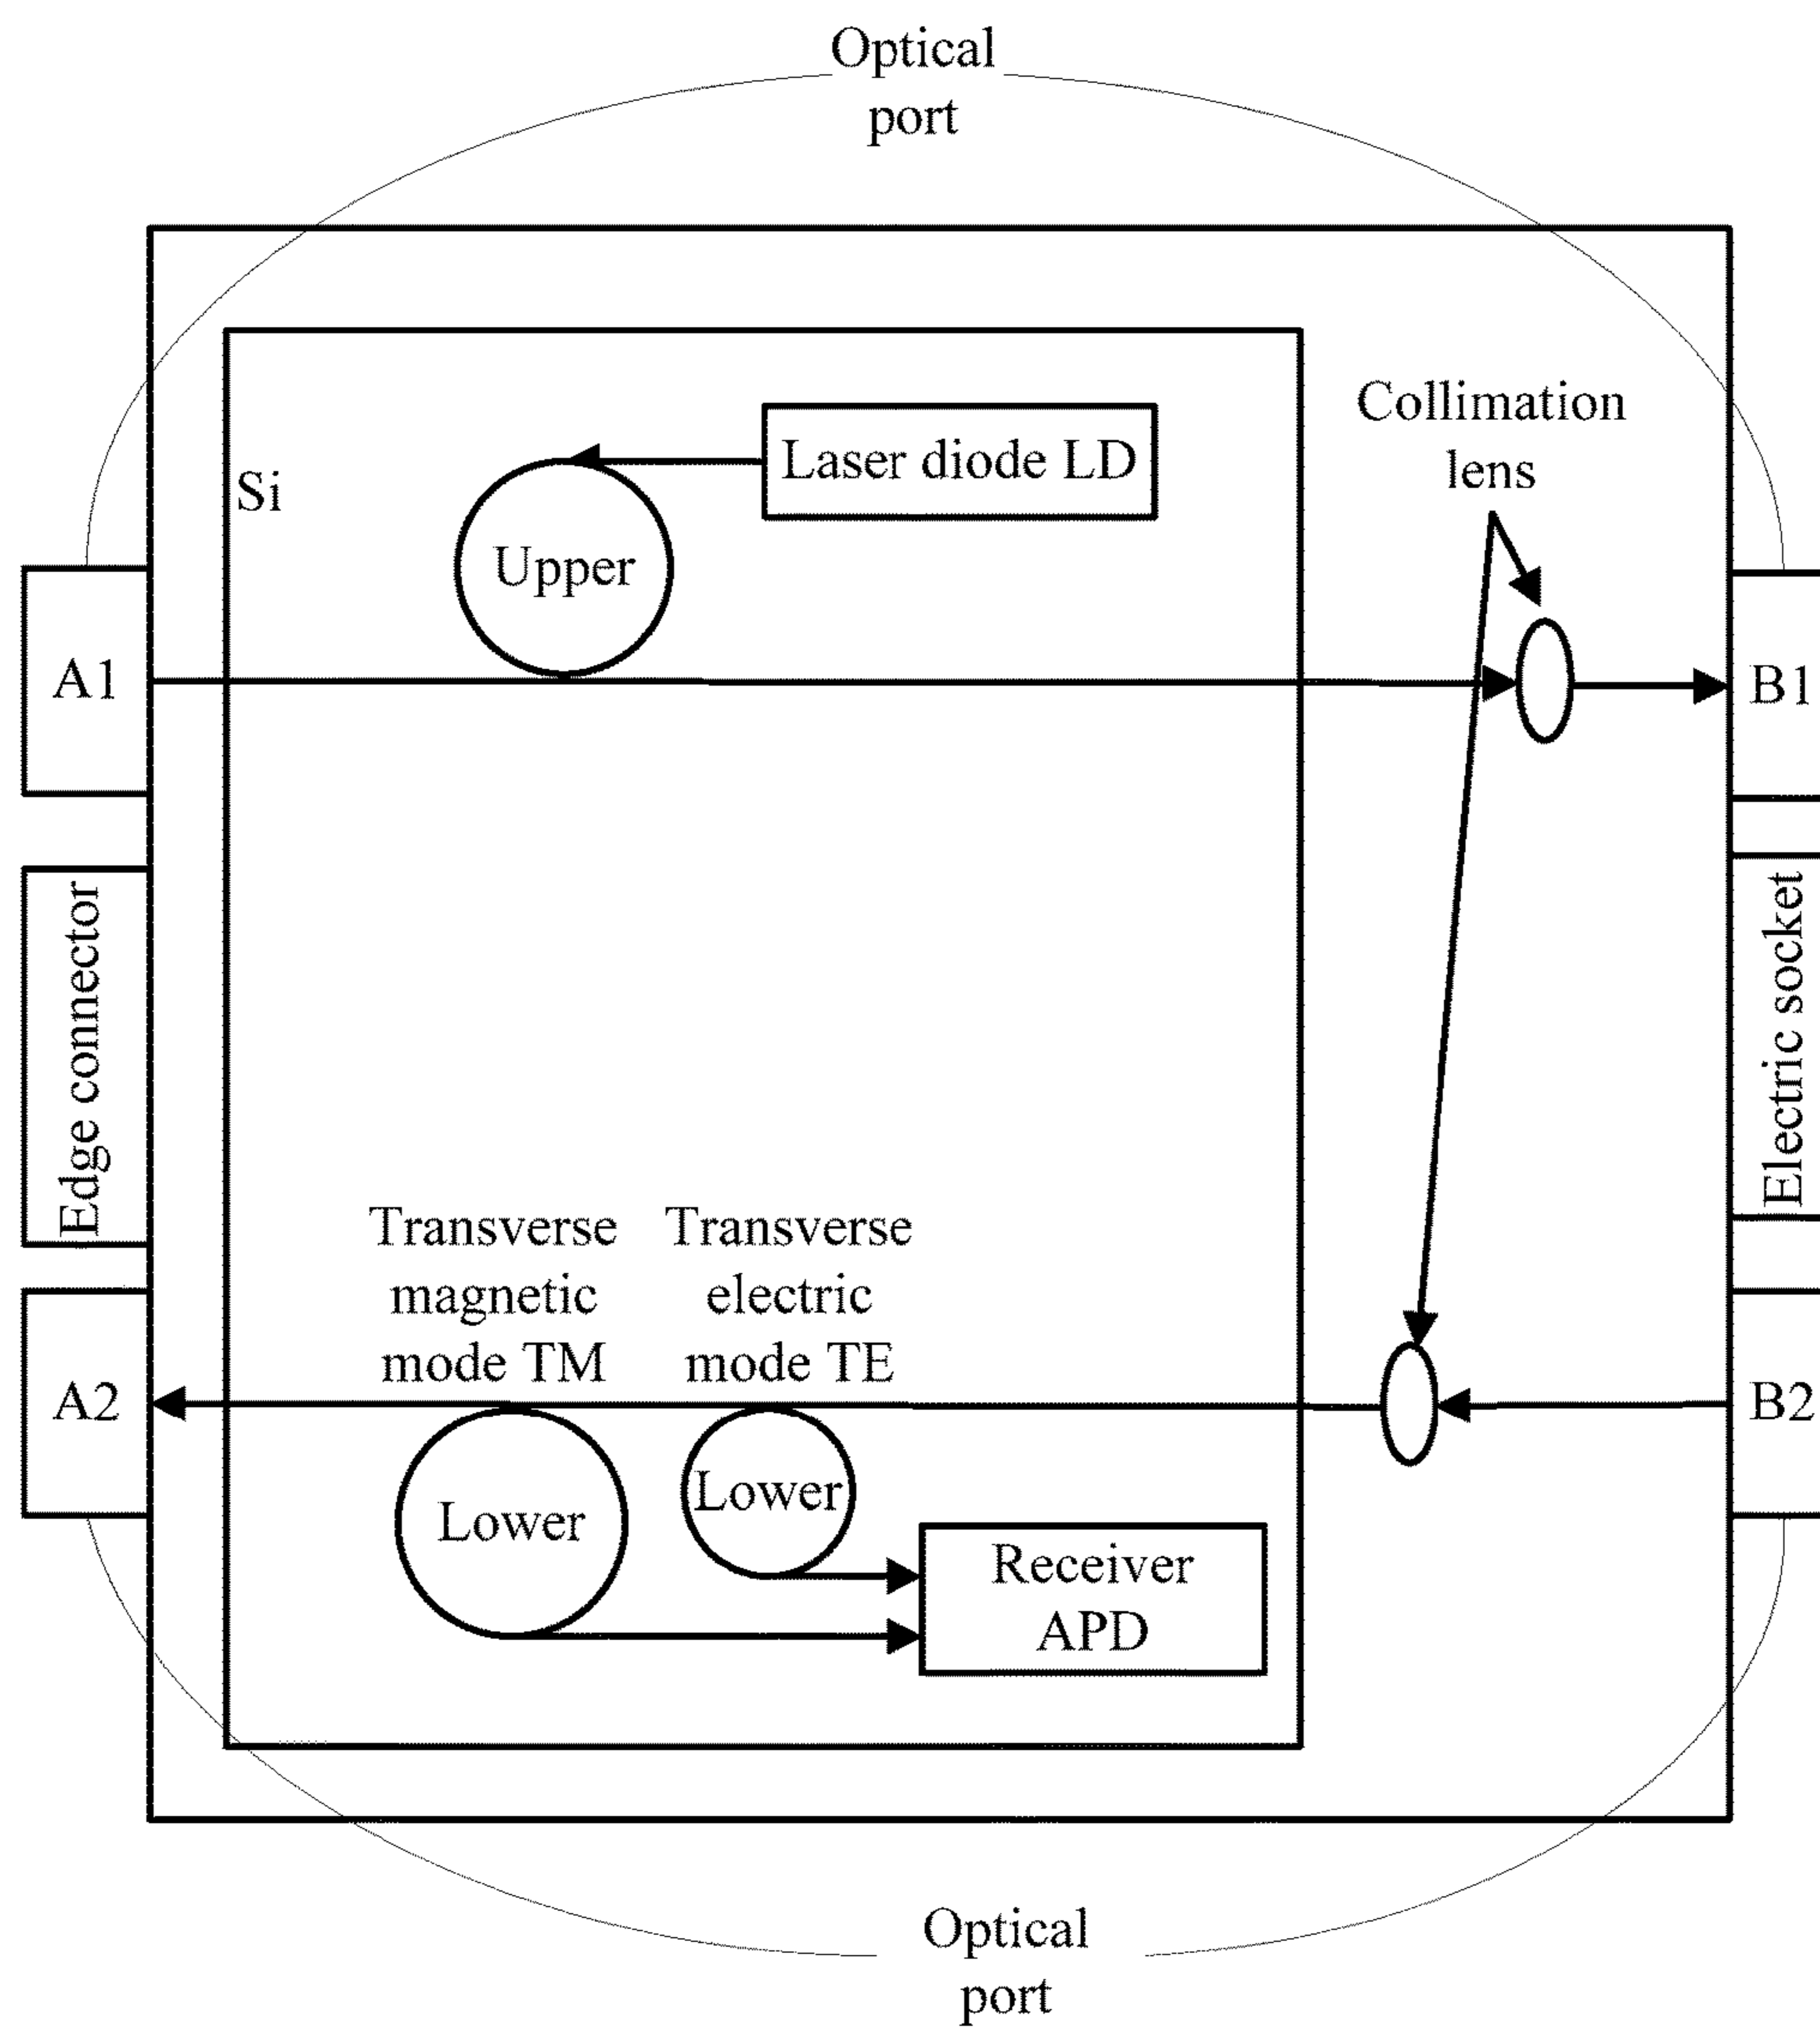 Optical
port
Collimation
lens
Laser diode LD
Si
Upper
A1
B1
Edge connector
Electric socket
Transverse
magnetic
mode TM
Transverse
electric
mode TE
A2
B2
Lower
Lower
Receiver
APD
Optical
port